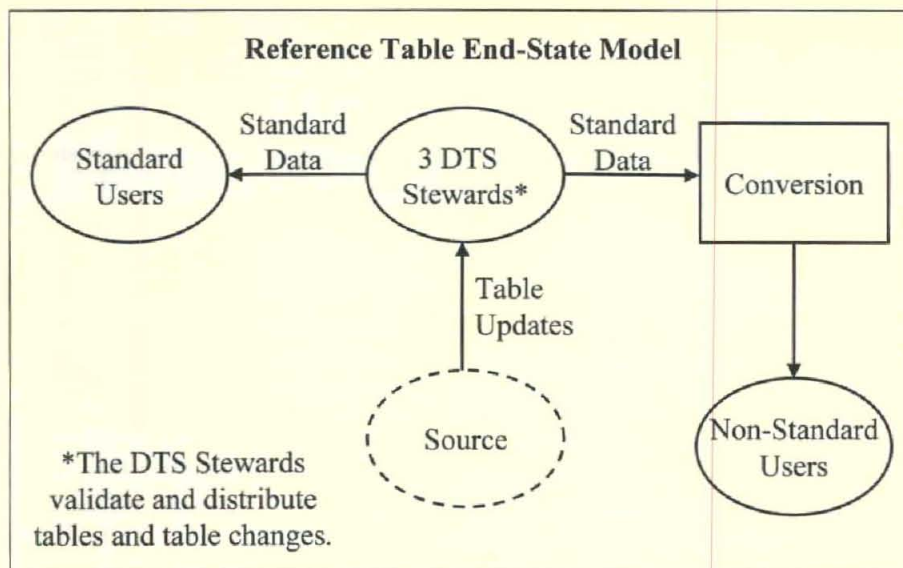 Reference Table End-State Model
Standard
Users
Standard
Data
3 DTS
Stewards*
Standard
Data
Conversion
Table
Updates
Source
Non-Standard
Users
*The DTS Stewards
validate and distribute
tables and table changes.